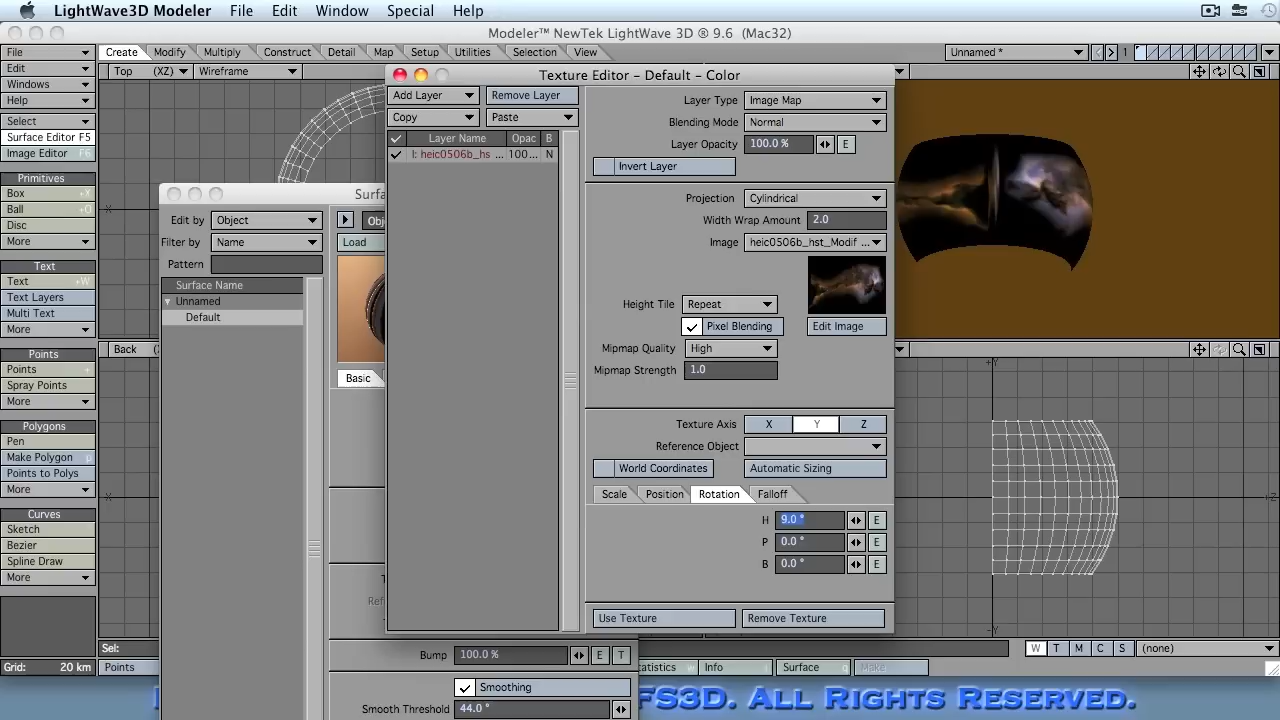 LightWave3D Modeler File Edit Window Special Help
Modeler™ NewTek LightWave 3D ® 9.6 (Mac32)
File Create Modify Multiply Construct Detail Map Setup Utilities Selection View Unnamed * 1
Edit Top (XZ) Wireframe
Windows
Help
Select
Surface Editor F5
Image Editor F6
Primitives
Box +X
Ball +O
Disc
More
Text
Text +W
Text Layers
Multi Text
More
Points
Points +
Spray Points
More
Polygons
Pen
Make Polygon p
Points to Polys
More
Curves
Sketch
Bezier
Spline Draw
More
Grid: 20 km
X
Back
X
Sel:
Points
Surfa
Edit by Object
Filter by Name
Pattern
Surface Name
Unnamed
Default
Obj
Load
Basic
Bump 100.0 % E T
Smoothing
Smooth Threshold 44.0 °
Texture Editor - Default - Color
Add Layer Remove Layer
Copy Paste
Layer Name Opac B
I: heic0506b_hs ... 100... N
Layer Type Image Map
Blending Mode Normal
Layer Opacity 100.0 % E
Invert Layer
Projection Cylindrical
Width Wrap Amount 2.0
Image heic0506b_hst_Modif ...
Height Tile Repeat
Pixel Blending Edit Image
Mipmap Quality High
Mipmap Strength 1.0
Texture Axis X Y Z
Reference Object
World Coordinates Automatic Sizing
Scale Position Rotation Falloff
H 9.0 ° E
P 0.0 ° E
B 0.0 ° E
Use Texture Remove Texture
+Y
-Z
-Y
W T M C S (none)
tatistics w Info i Surface q Make
FS3D. All Rights Reserved.